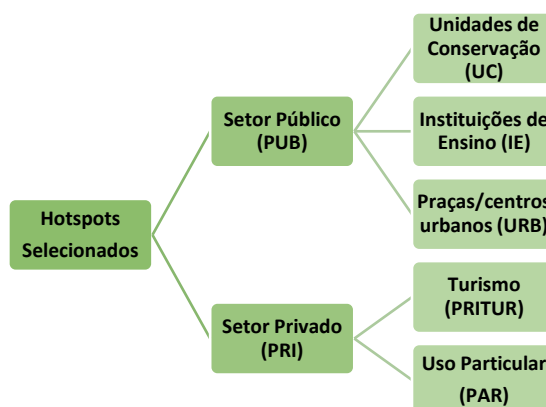 Hotspots
Selecionados
Setor Público
(PUB)
Unidades de
Conservação
(UC)
Instituições de
Ensino (IE)
Praças/centros
urbanos (URB)
Setor Privado
(PRI)
Turismo
(PRITUR)
Uso Particular
(PAR)